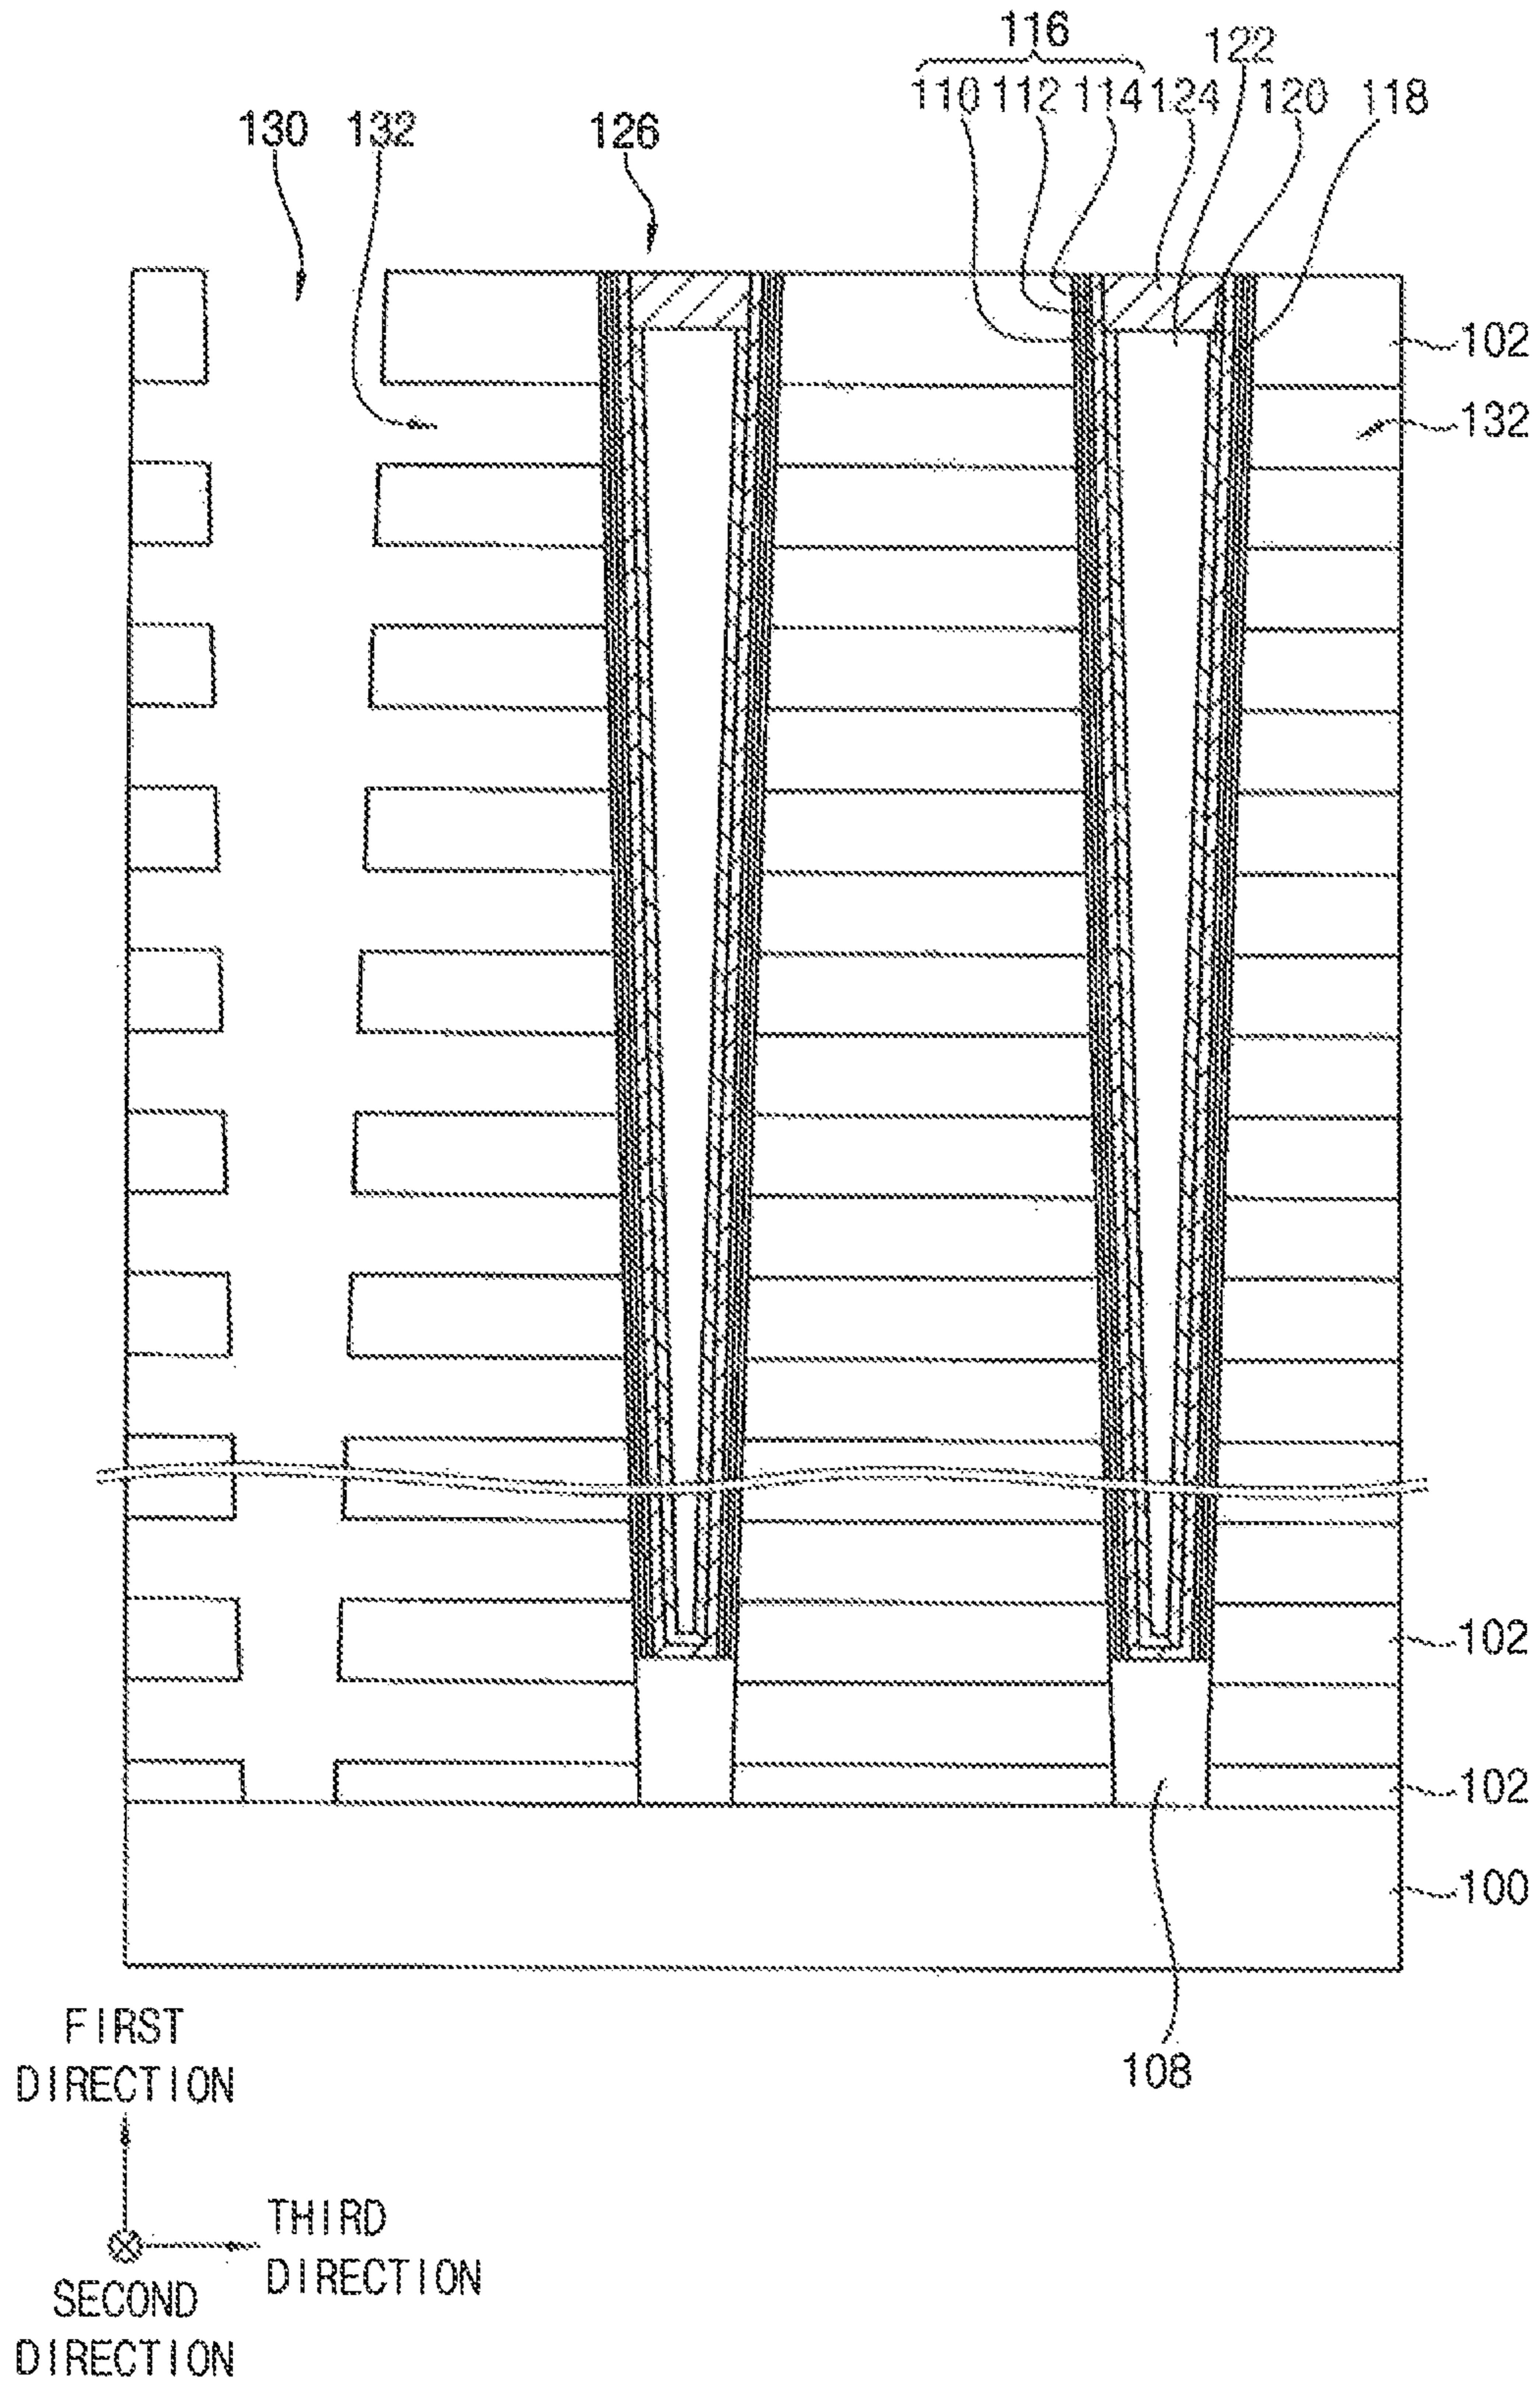 116
122
110 112 114 124 120 118
130 132 126
102
132
102
102
100
108
FIRST
DIRECTION
THIRD
DIRECTION
SECOND
DIRECTION